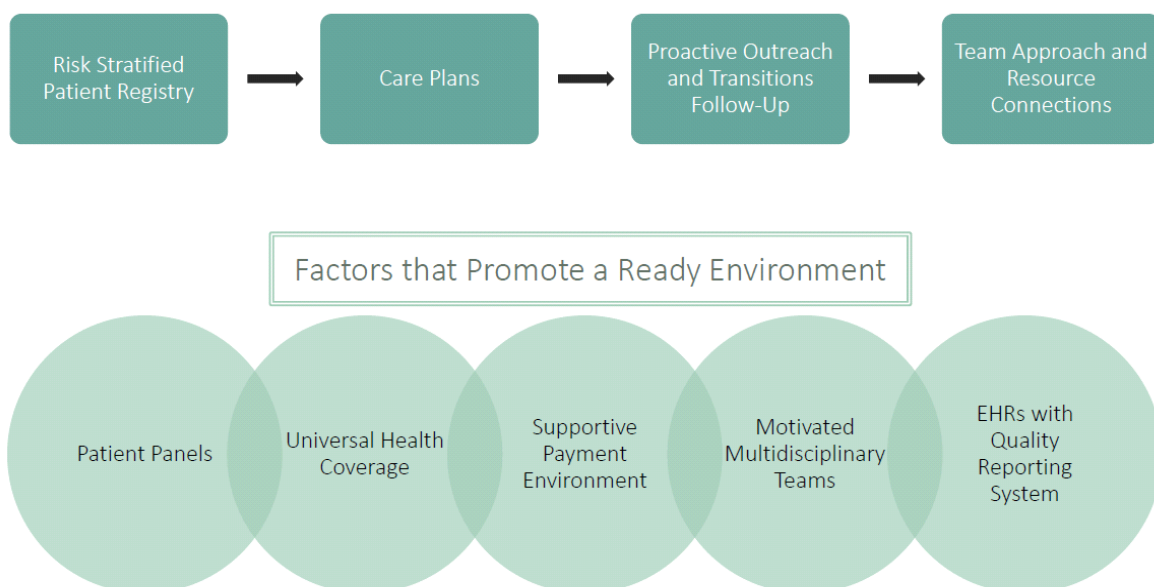 Risk Stratified
Patient Registry
Care Plans
Proactive Outreach
and Transitions
Follow-Up
Team Approach and
Resource
Connections
Factors that Promote a Ready Environment
Patient Panels
Universal Health
Coverage
Supportive
Payment
Environment
Motivated
Multidisciplinary
Teams
EHRs with
Quality
Reporting
System